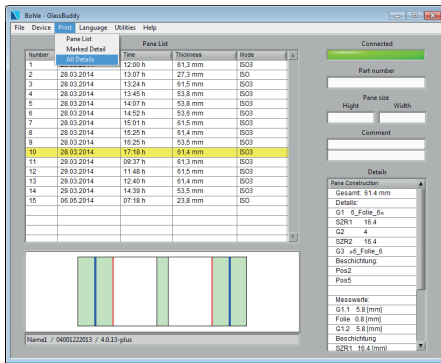 Bohle - GlassBuddy
File Device Print Language Utilities Help
Pane List
Marked Detail
All Details
Pane List
Number Time Thickness Mode
1 12:00 h 61,3 mm ISO3
2 28.03.2014 13:07 h 27,3 mm ISO
3 28.03.2014 13:24 h 61,5 mm ISO3
4 28.03.2014 13:45 h 53,8 mm ISO3
5 28.03.2014 14:07 h 53,8 mm ISO3
6 28.03.2014 14:52 h 53,6 mm ISO3
7 28.03.2014 15:01 h 61,5 mm ISO3
8 28.03.2014 15:25 h 61,4 mm ISO3
9 28.03.2014 16:25 h 53,5 mm ISO3
10 28.03.2014 17:18 h 61,4 mm ISO3
11 29.03.2014 09:37 h 61,3 mm ISO3
12 29.03.2014 11:48 h 61,5 mm ISO3
13 29.03.2014 12:40 h 61,4 mm ISO3
14 29.03.2014 14:39 h 53,5 mm ISO3
15 06.05.2014 07:18 h 23,8 mm ISO
Name1 / 04001222013 / 4.0.13-plus
Connected
Part number
Pane size
Hight Width
Comment
Details
Pane Construction
Gesamt: 61.4 mm
Details:
G1 6_Folie_6«
SZR1 16.4
G2 4
SZR2 16.4
G3 »6_Folie_6
Beschichtung:
Pos2
Pos5
Messwerte:
G1.1 5.8 [mm]
Folie 0.8 [mm]
G1.2 5.8 [mm]
Beschichtung
SZR1 16.4 [mm]